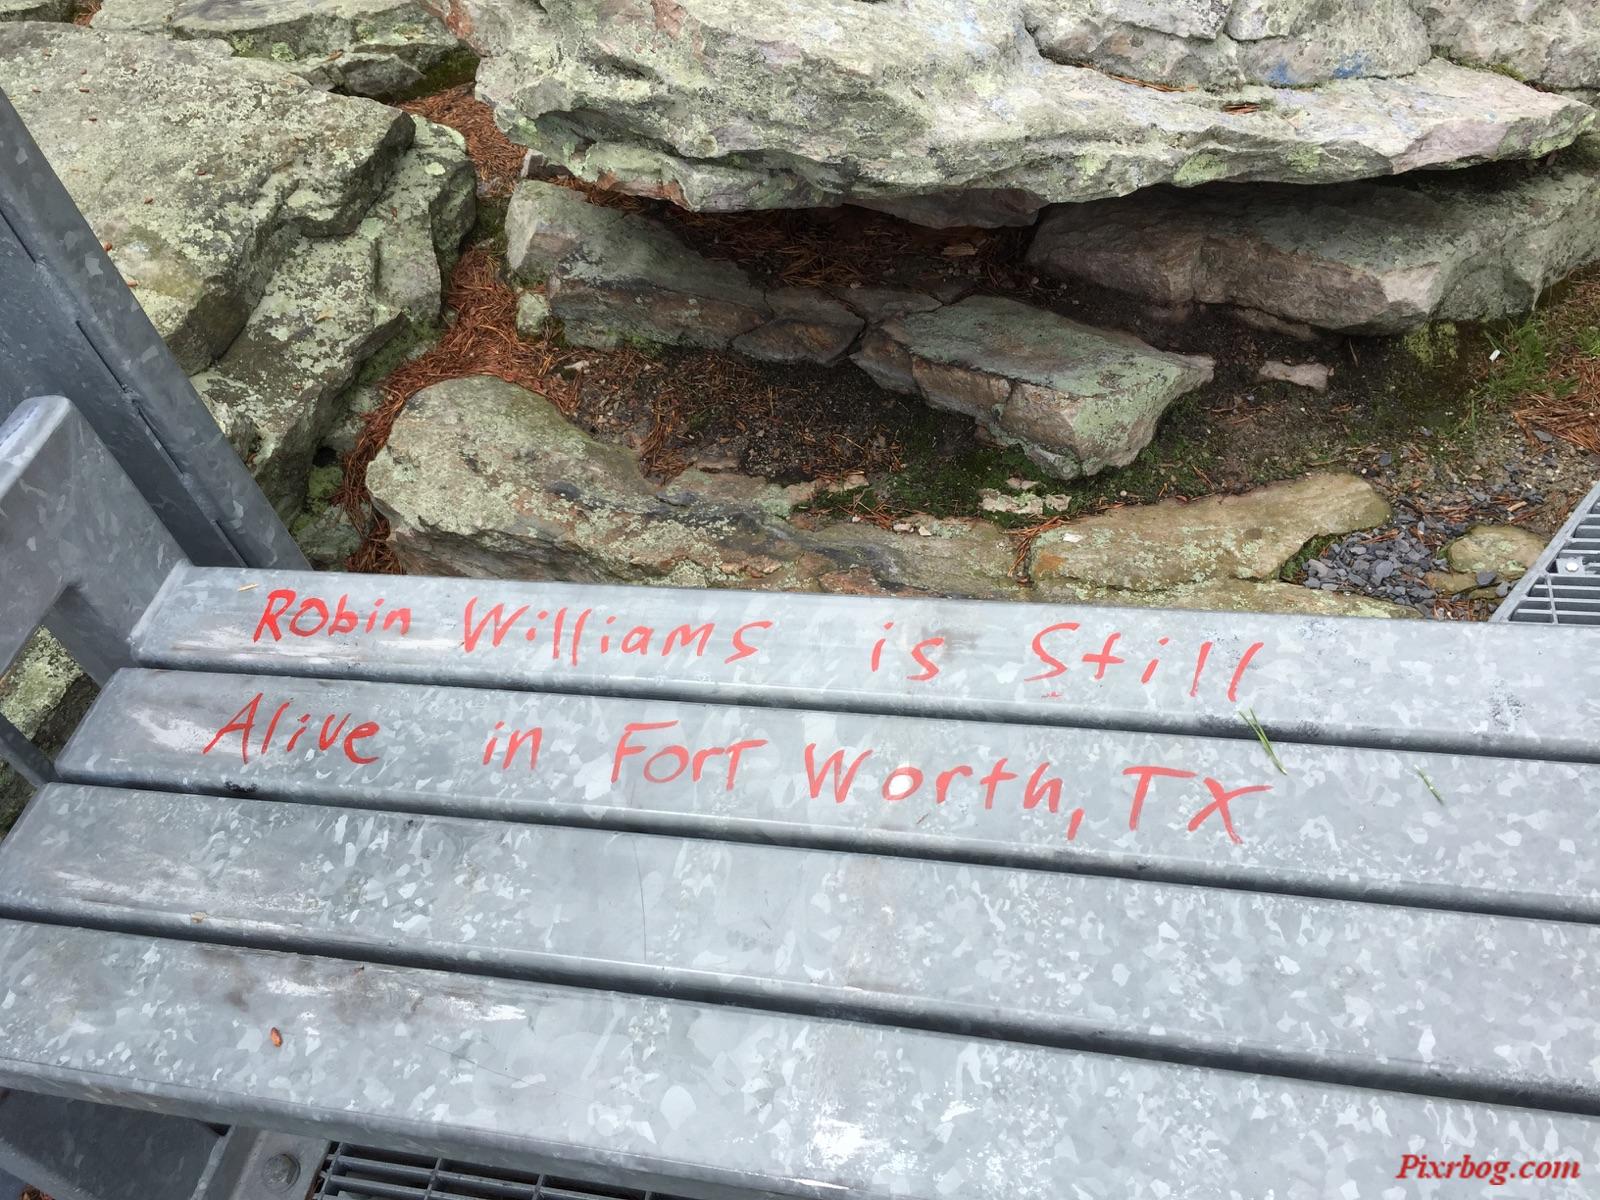 Robin Williams is Still
Alive in Fort Worth, TX
Pixrbog.com